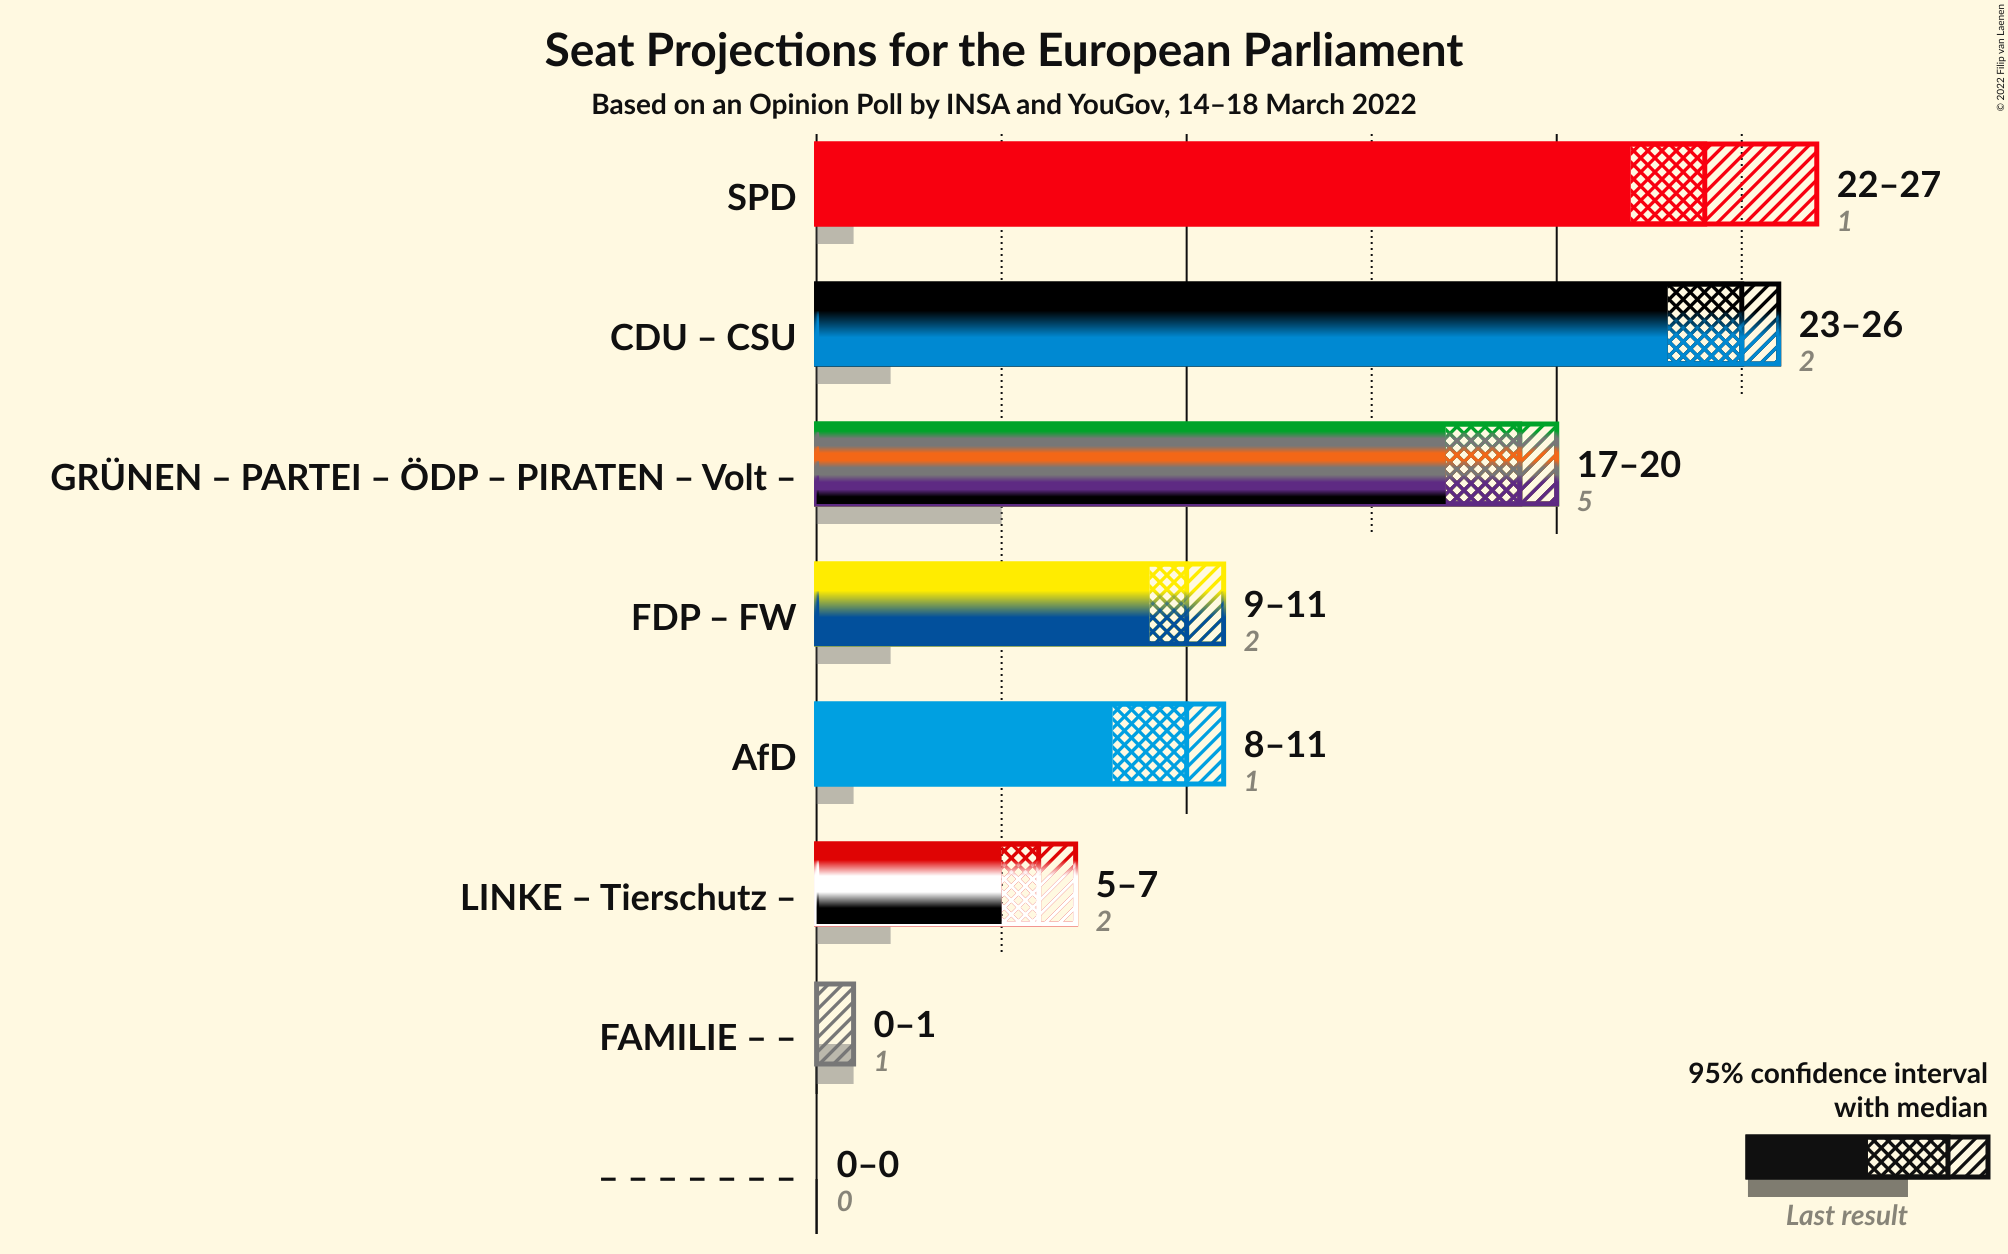 Seat Projections for the European Parliament
Based on an Opinion Poll by INSA and YouGov, 14–18 March 2022
© 2022 Filip van Laenen
SPD
22–27
1
CDU – CSU
23–26
2
GRÜNEN – PARTEI – ÖDP – PIRATEN – Volt –
17–20
5
FDP – FW
9–11
2
AfD
8–11
1
LINKE – Tierschutz –
5–7
2
FAMILIE – –
0–1
1
– – – – – – –
0–0
0
95% confidence interval
with median
Last result